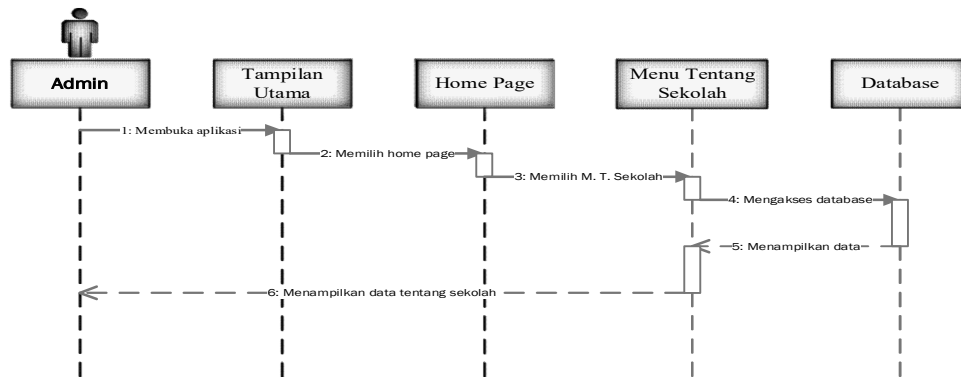 Admin
Tampilan
Utama
Home Page
Menu Tentang
Sekolah
Database
1: Membuka aplikasi
2: Memilih home page
3: Memilih M. T. Sekolah
4: Mengakses database
5: Menampilkan data
6: Menampilkan data tentang sekolah